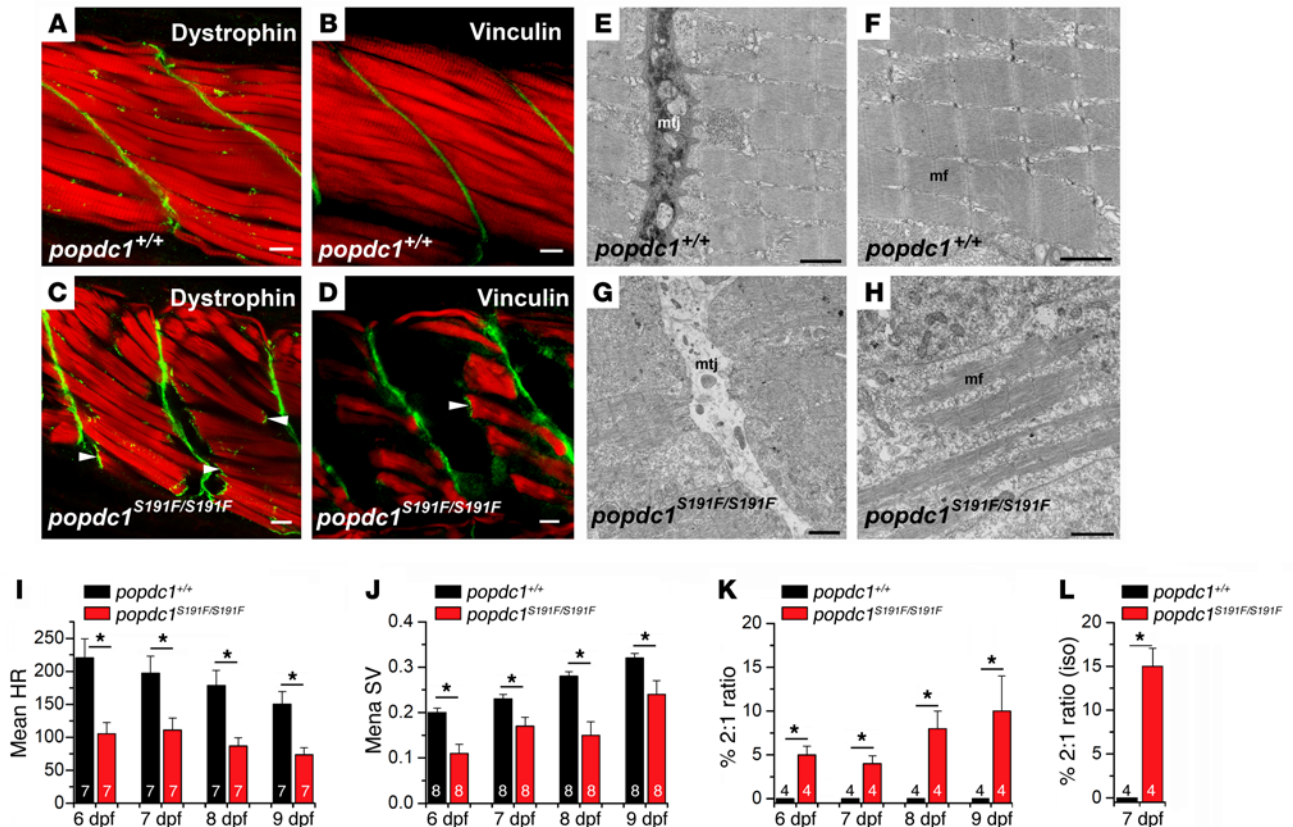 A
Dystrophin
popdc1+/+
B
Vinculin
popdc1+/+
E
mtj
popdc1+/+
F
mf
popdc1+/+
C
Dystrophin
popdc1S191F/S191F
D
Vinculin
popdc1S191F/S191F
G
mtj
popdc1S191F/S191F
H
mf
popdc1S191F/S191F
I
popdc1+/+
popdc1S191F/S191F
Mean HR
250
225
200
175
150
125
100
75
50
25
0
* * * *
7 7 7 7 7 7 7 7
6 dpf 7 dpf 8 dpf 9 dpf
J
popdc1+/+
popdc1S191F/S191F
Mena SV
0.4
0.3
0.2
0.1
0.0
* * * *
8 8 8 8 8 8 8 8
6 dpf 7 dpf 8 dpf 9 dpf
K
popdc1+/+
popdc1S191F/S191F
% 2:1 ratio
20
15
10
5
0
* * * *
4 4 4 4 4 4 4 4
6 dpf 7 dpf 8 dpf 9 dpf
L
popdc1+/+
popdc1S191F/S191F
% 2:1 ratio (iso)
20
15
10
5
0
*
4 4
7 dpf